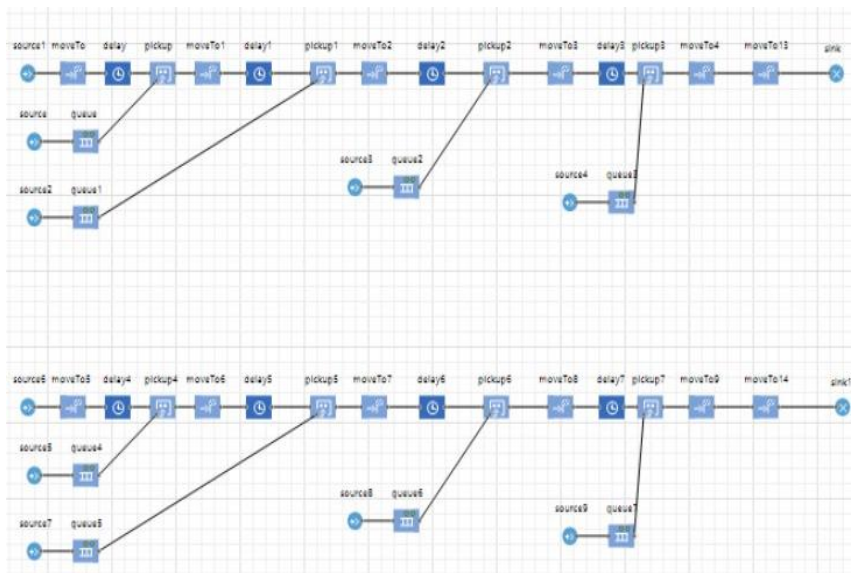 source1 moveTo delay pickup moveTo1 delay1 pickup1 moveTo2 delay2 pickup2 moveTo3 delay3 pickup3 moveTo4 moveTo13 sink
source queue
source3 queue2
source4 queue3
source2 queue1
source6 moveTo5 delay4 pickup4 moveTo6 delay5 pickup5 moveTo7 delay6 pickup6 moveTo8 delay7 pickup7 moveTo9 moveTo14 sink1
source5 queue4
source8 queue6
source9 queue7
source7 queue5